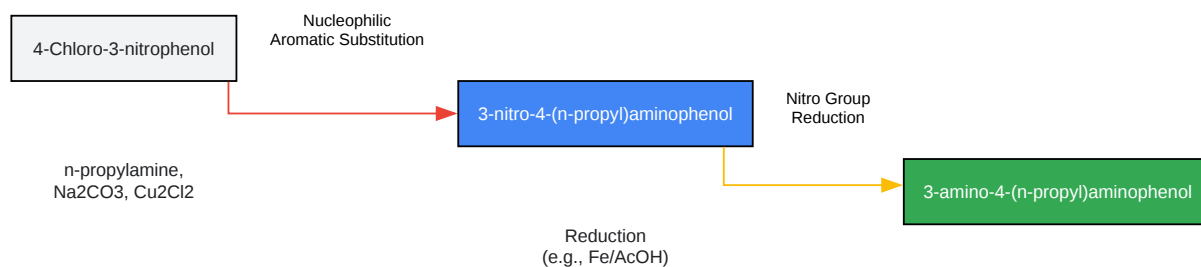 4-Chloro-3-nitrophenol
Nucleophilic
Aromatic Substitution
n-propylamine,
Na2CO3, Cu2Cl2
3-nitro-4-(n-propyl)aminophenol
Nitro Group
Reduction
Reduction
(e.g., Fe/AcOH)
3-amino-4-(n-propyl)aminophenol